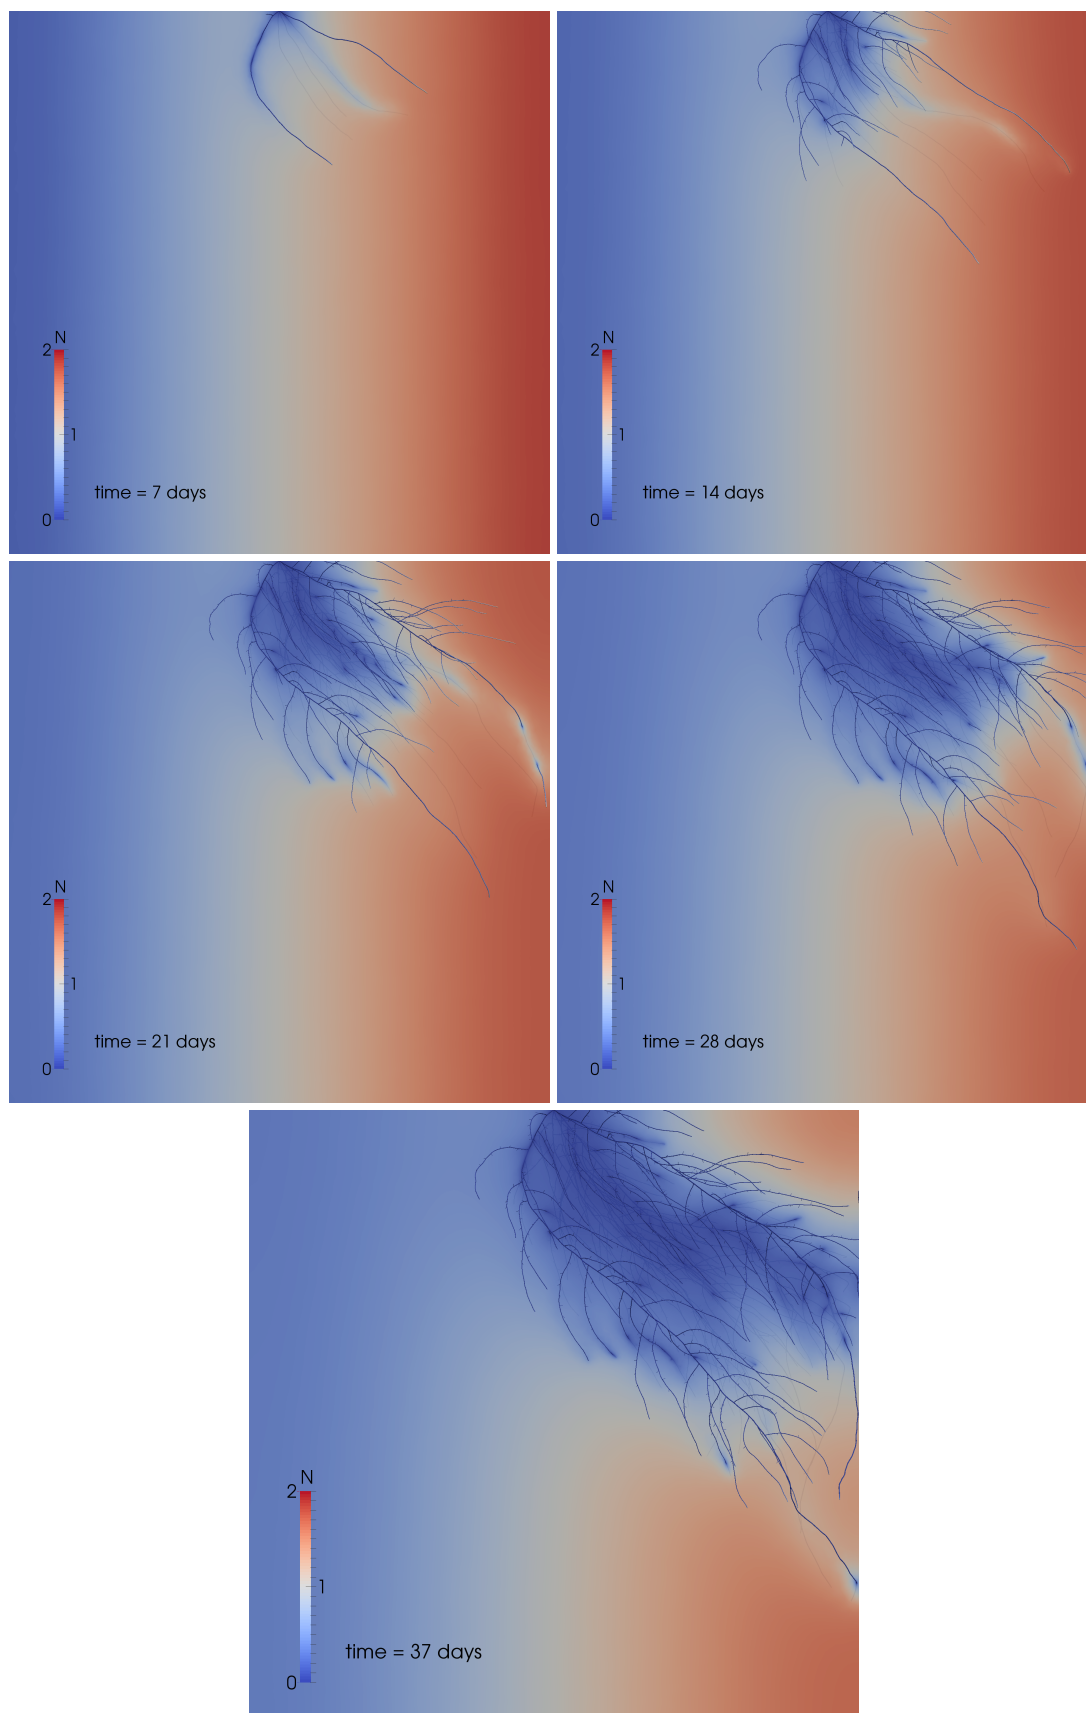 N
2
1
0
time = 7 days
N
2
1
0
time = 14 days
N
2
1
0
time = 21 days
N
2
1
0
time = 28 days
N
2
1
0
time = 37 days